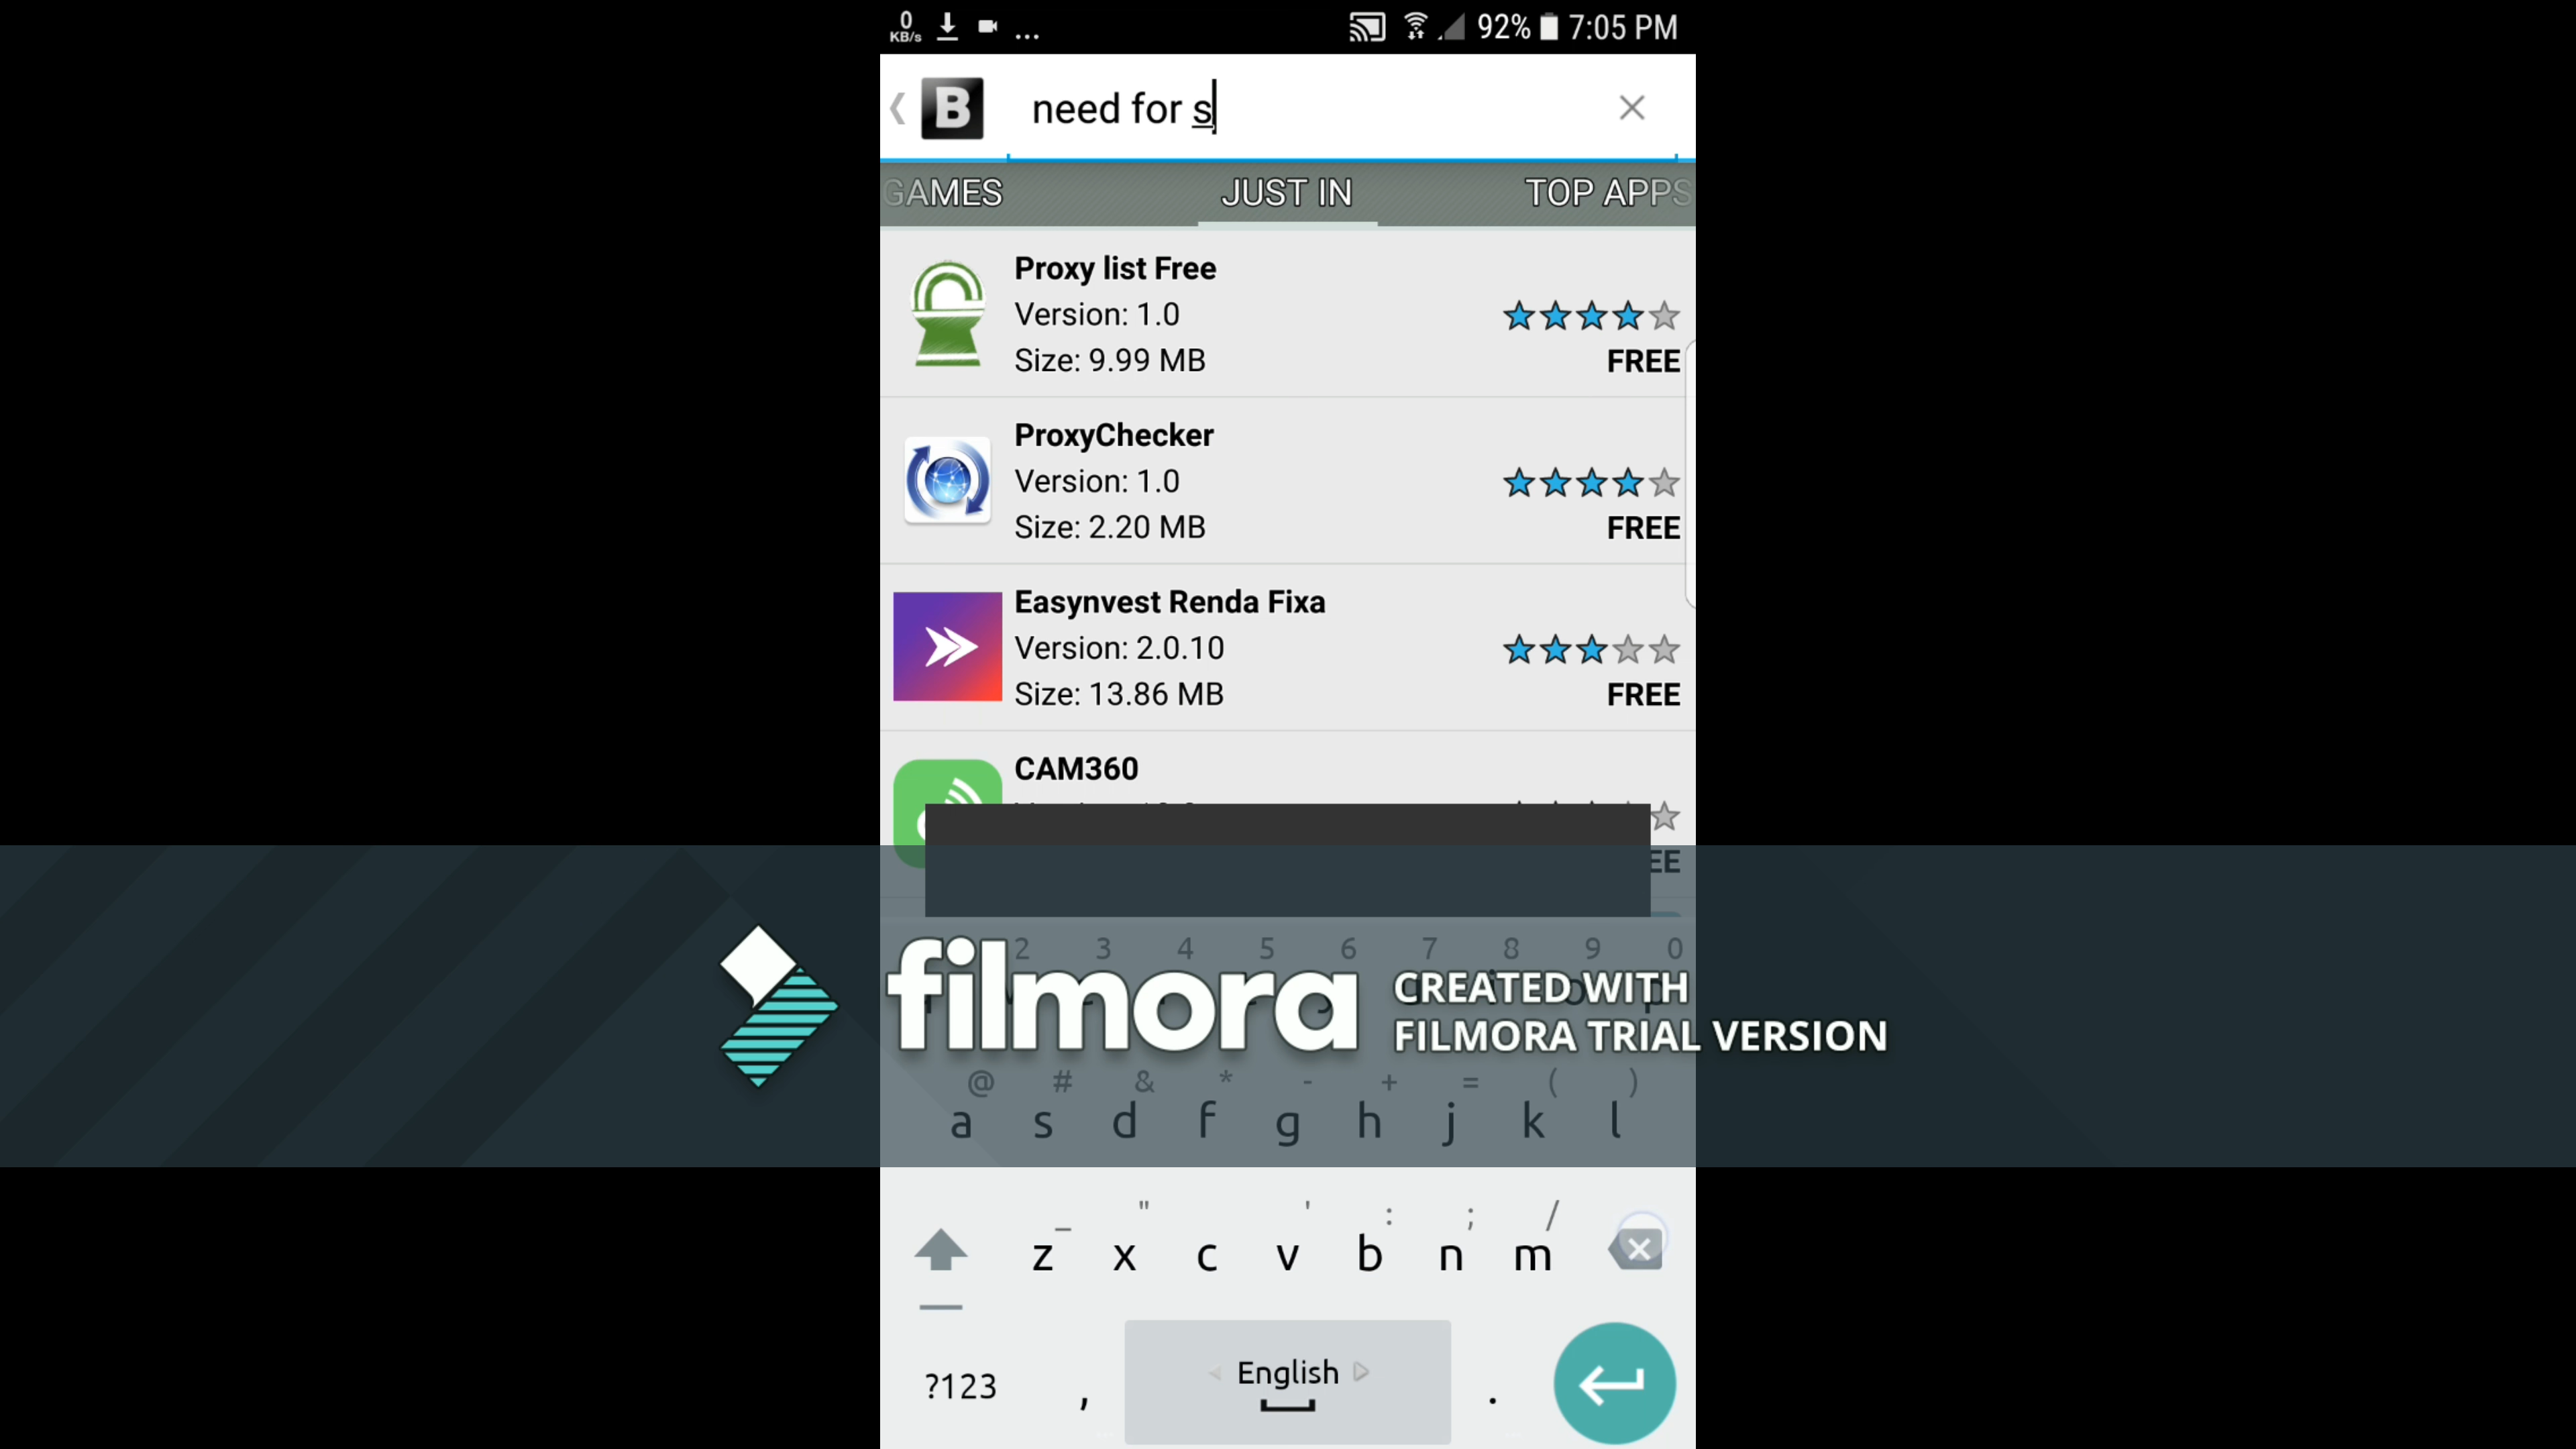 0
KB/s ... 92% 7:05 PM
B need for s
GAMES JUST IN TOP APPS
Proxy list Free
Version: 1.0
Size: 9.99 MB
FREE
ProxyChecker
Version: 1.0
Size: 2.20 MB
FREE
Easynvest Renda Fixa
Version: 2.0.10
Size: 13.86 MB
FREE
CAM360
EE
2 3 4 5 6 7 8 9 0
i o p
filmora CREATED WITH
FILMORA TRIAL VERSION
@ # & * - + = ( )
a s d f g h j k l
_ " ' : ; /
z x c v b n m
?123 , English .